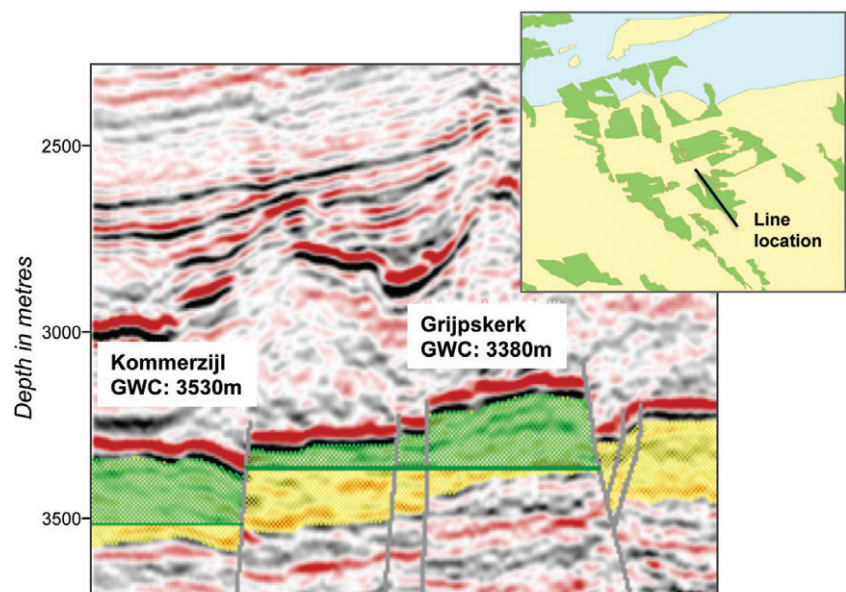 Line
location
2500
3000
3500
Depth in metres
Kommerzijl
GWC: 3530m
Grijpskerk
GWC: 3380m